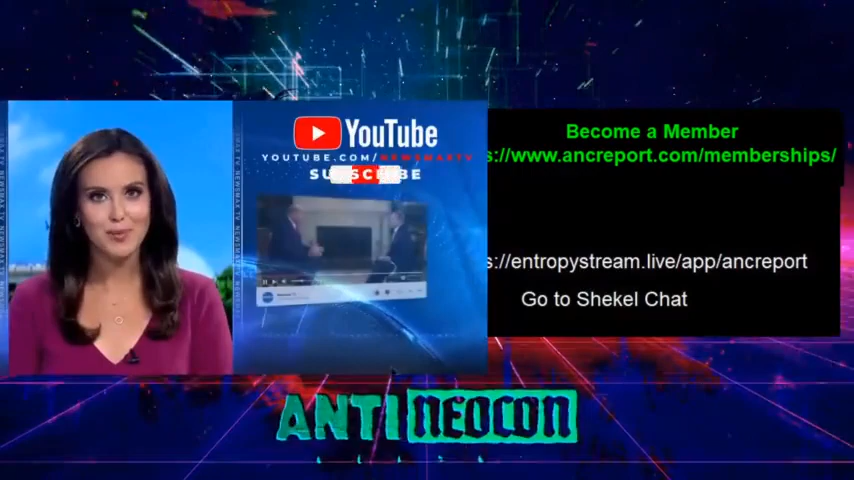 YouTube
YOUTUBE.COM/NEWSMAXTV
SUBSCRIBE
Become a Member
s://www.ancreport.com/memberships/
s://entropystream.live/app/ancreport
Go to Shekel Chat
ANTI NEOCON